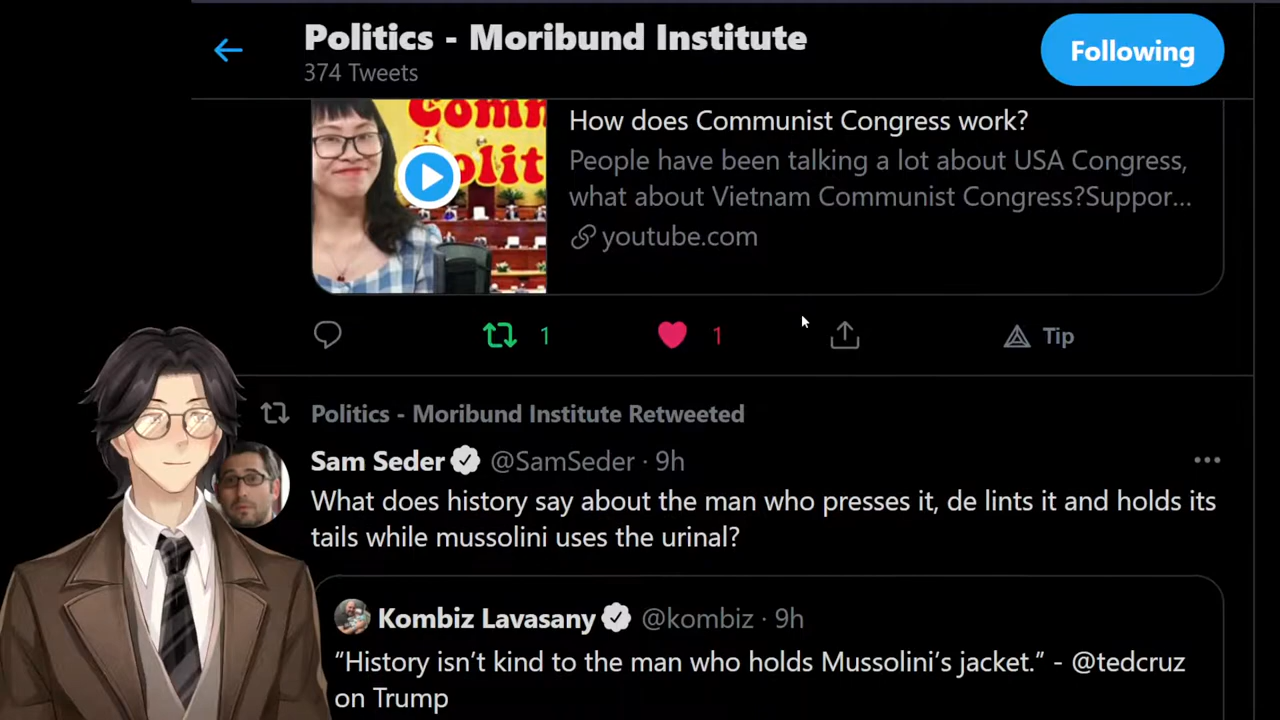 Politics - Moribund Institute
374 Tweets
Following
How does Communist Congress work?
People have been talking a lot about USA Congress,
what about Vietnam Communist Congress?Suppor...
youtube.com
1
1
Tip
Politics - Moribund Institute Retweeted
Sam Seder @SamSeder · 9h
What does history say about the man who presses it, de lints it and holds its
tails while mussolini uses the urinal?
Kombiz Lavasany @kombiz · 9h
“History isn’t kind to the man who holds Mussolini’s jacket.” - @tedcruz
on Trump